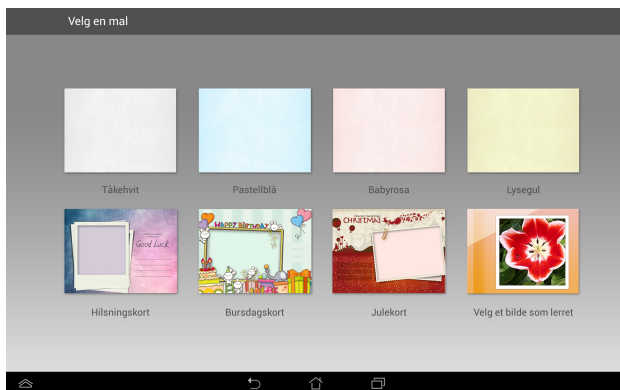 Velg en mal
Tåkehvit
Pastellblå
Babyrosa
Lysegul
Good Luck
HAPPY BIRTHDAY
CHRISTMAS
Hilsningskort
Bursdagskort
Julekort
Velg et bilde som lerret